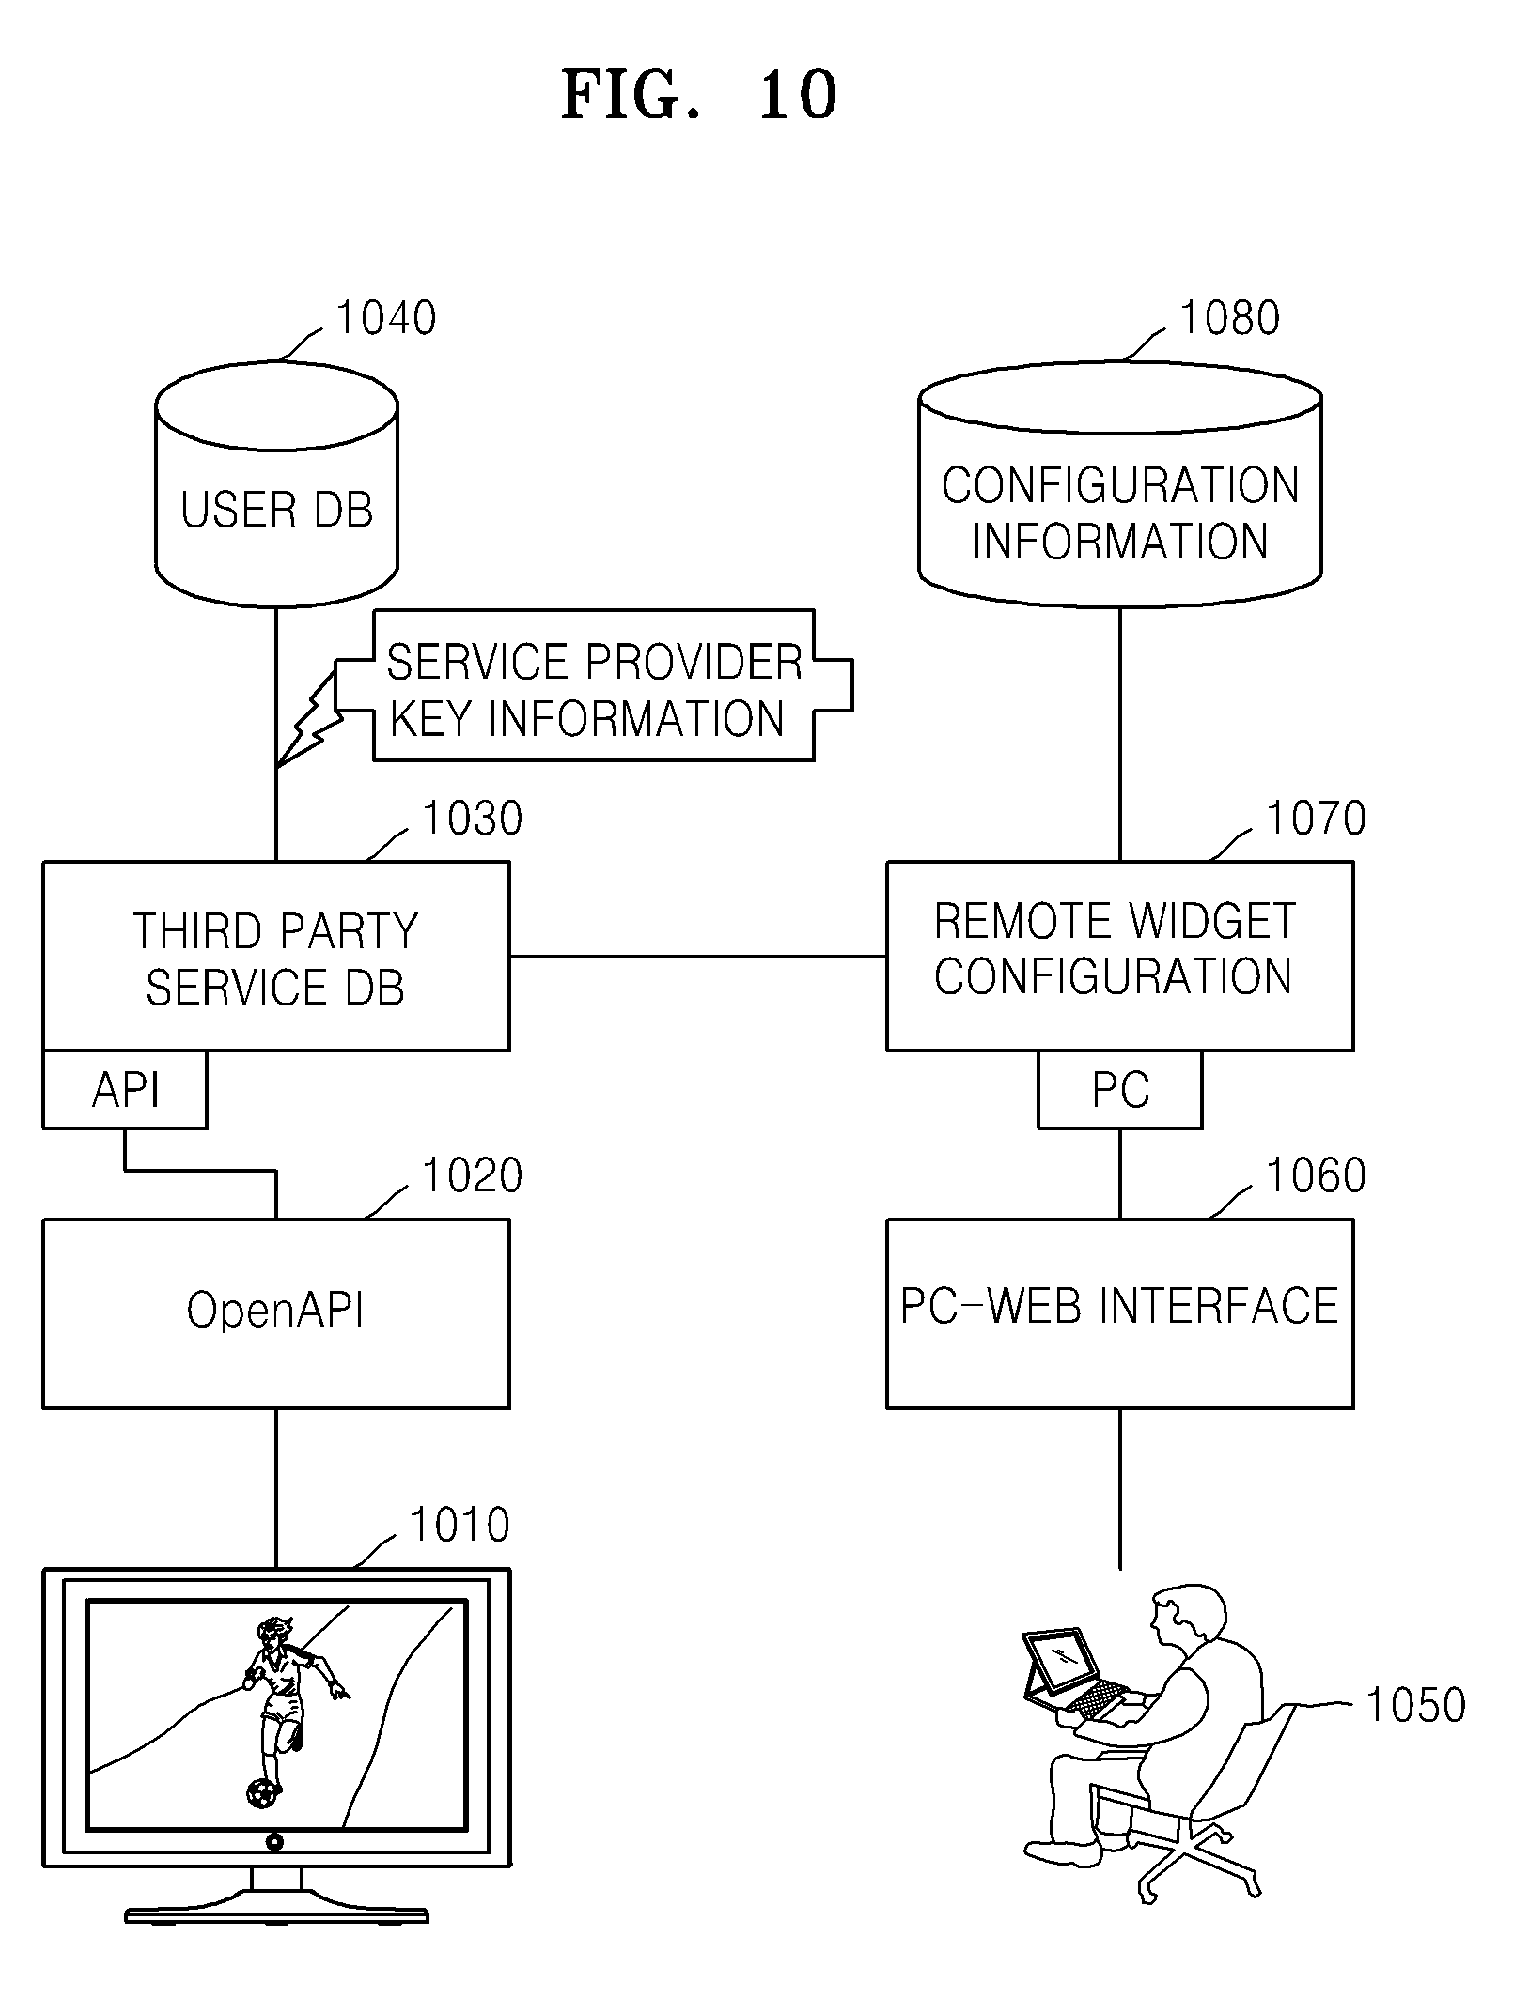 FIG. 10
1040
1080
USER DB
CONFIGURATION
INFORMATION
SERVICE PROVIDER
KEY INFORMATION
1030
1070
THIRD PARTY
SERVICE DB
REMOTE WIDGET
CONFIGURATION
API
PC
1020
1060
OpenAPI
PC-WEB INTERFACE
1010
1050